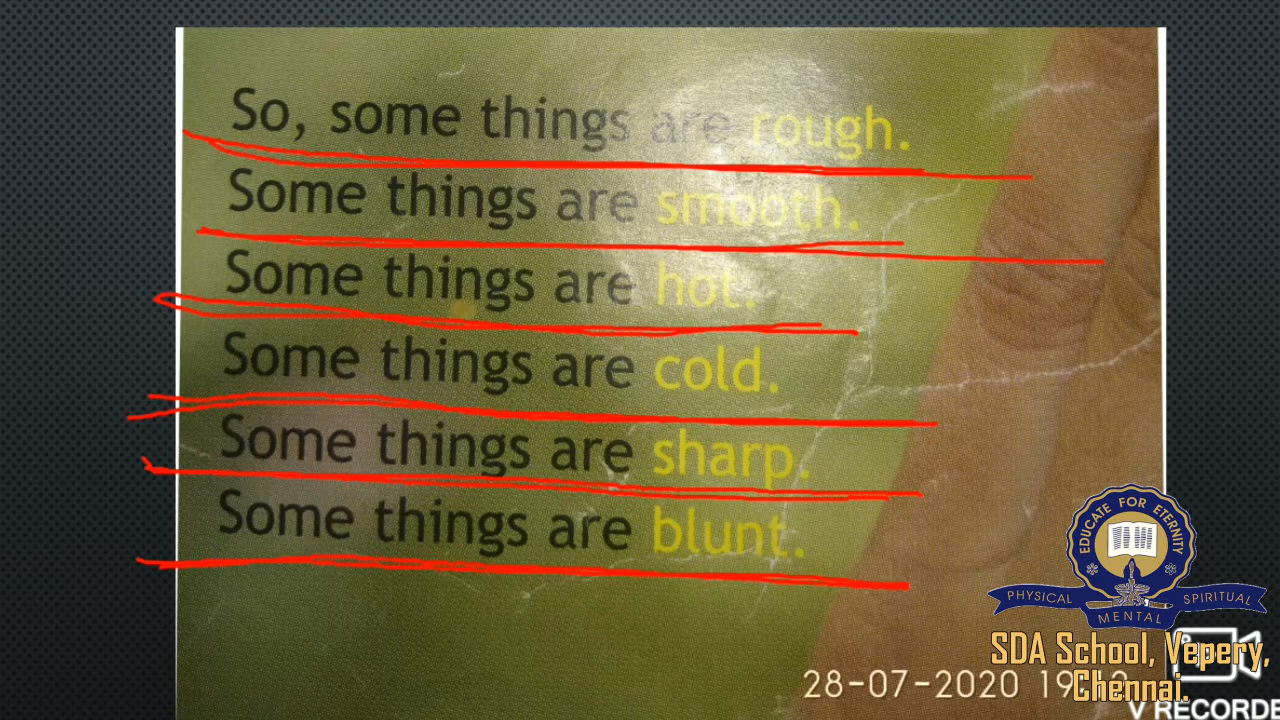 So, some things are rough.
Some things are smooth.
Some things are hot.
Some things are cold.
Some things are sharp.
Some things are blunt.
EDUCATE FOR ETERNITY
PHYSICAL MENTAL SPIRITUAL
SDA School, Vepery,
Chennai.
28-07-2020
V RECORDE